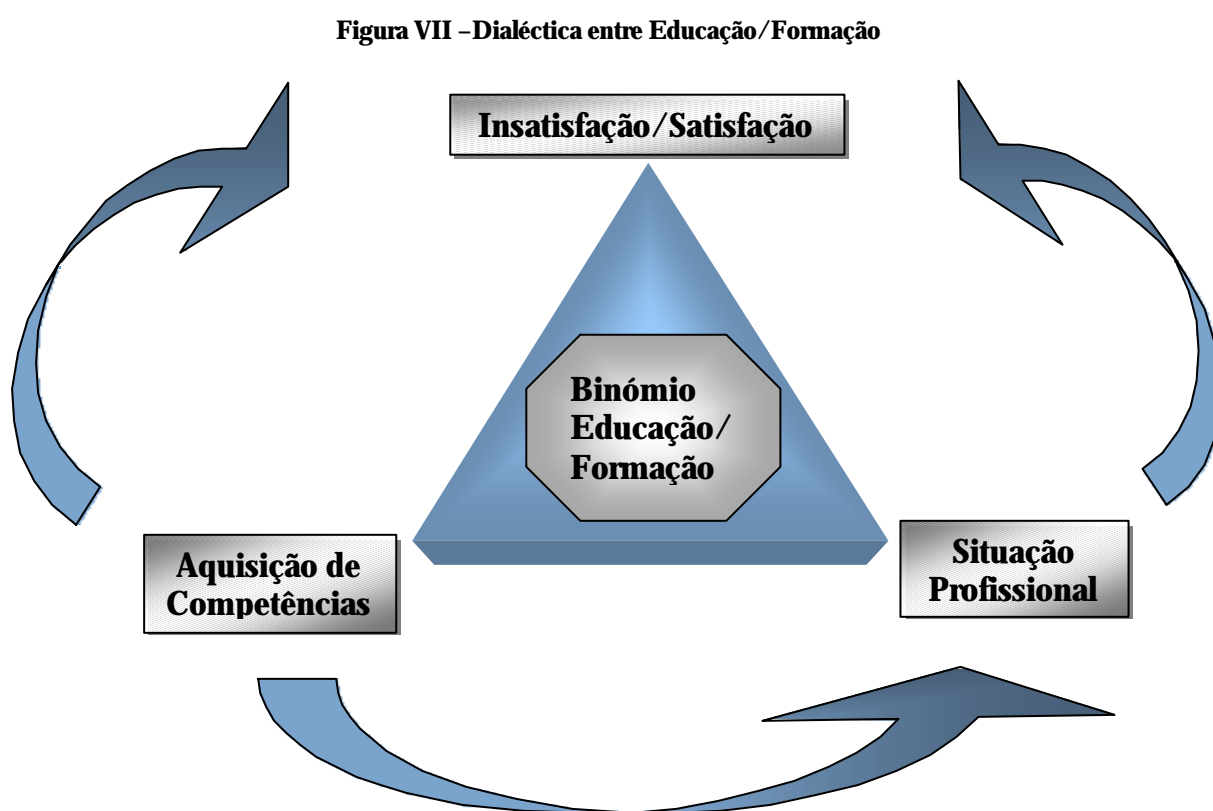 Figura VII – Dialéctica entre Educação/Formação
Insatisfação/Satisfação
Binómio
Educação/
Formação
Aquisição de
Competências
Situação
Profissional